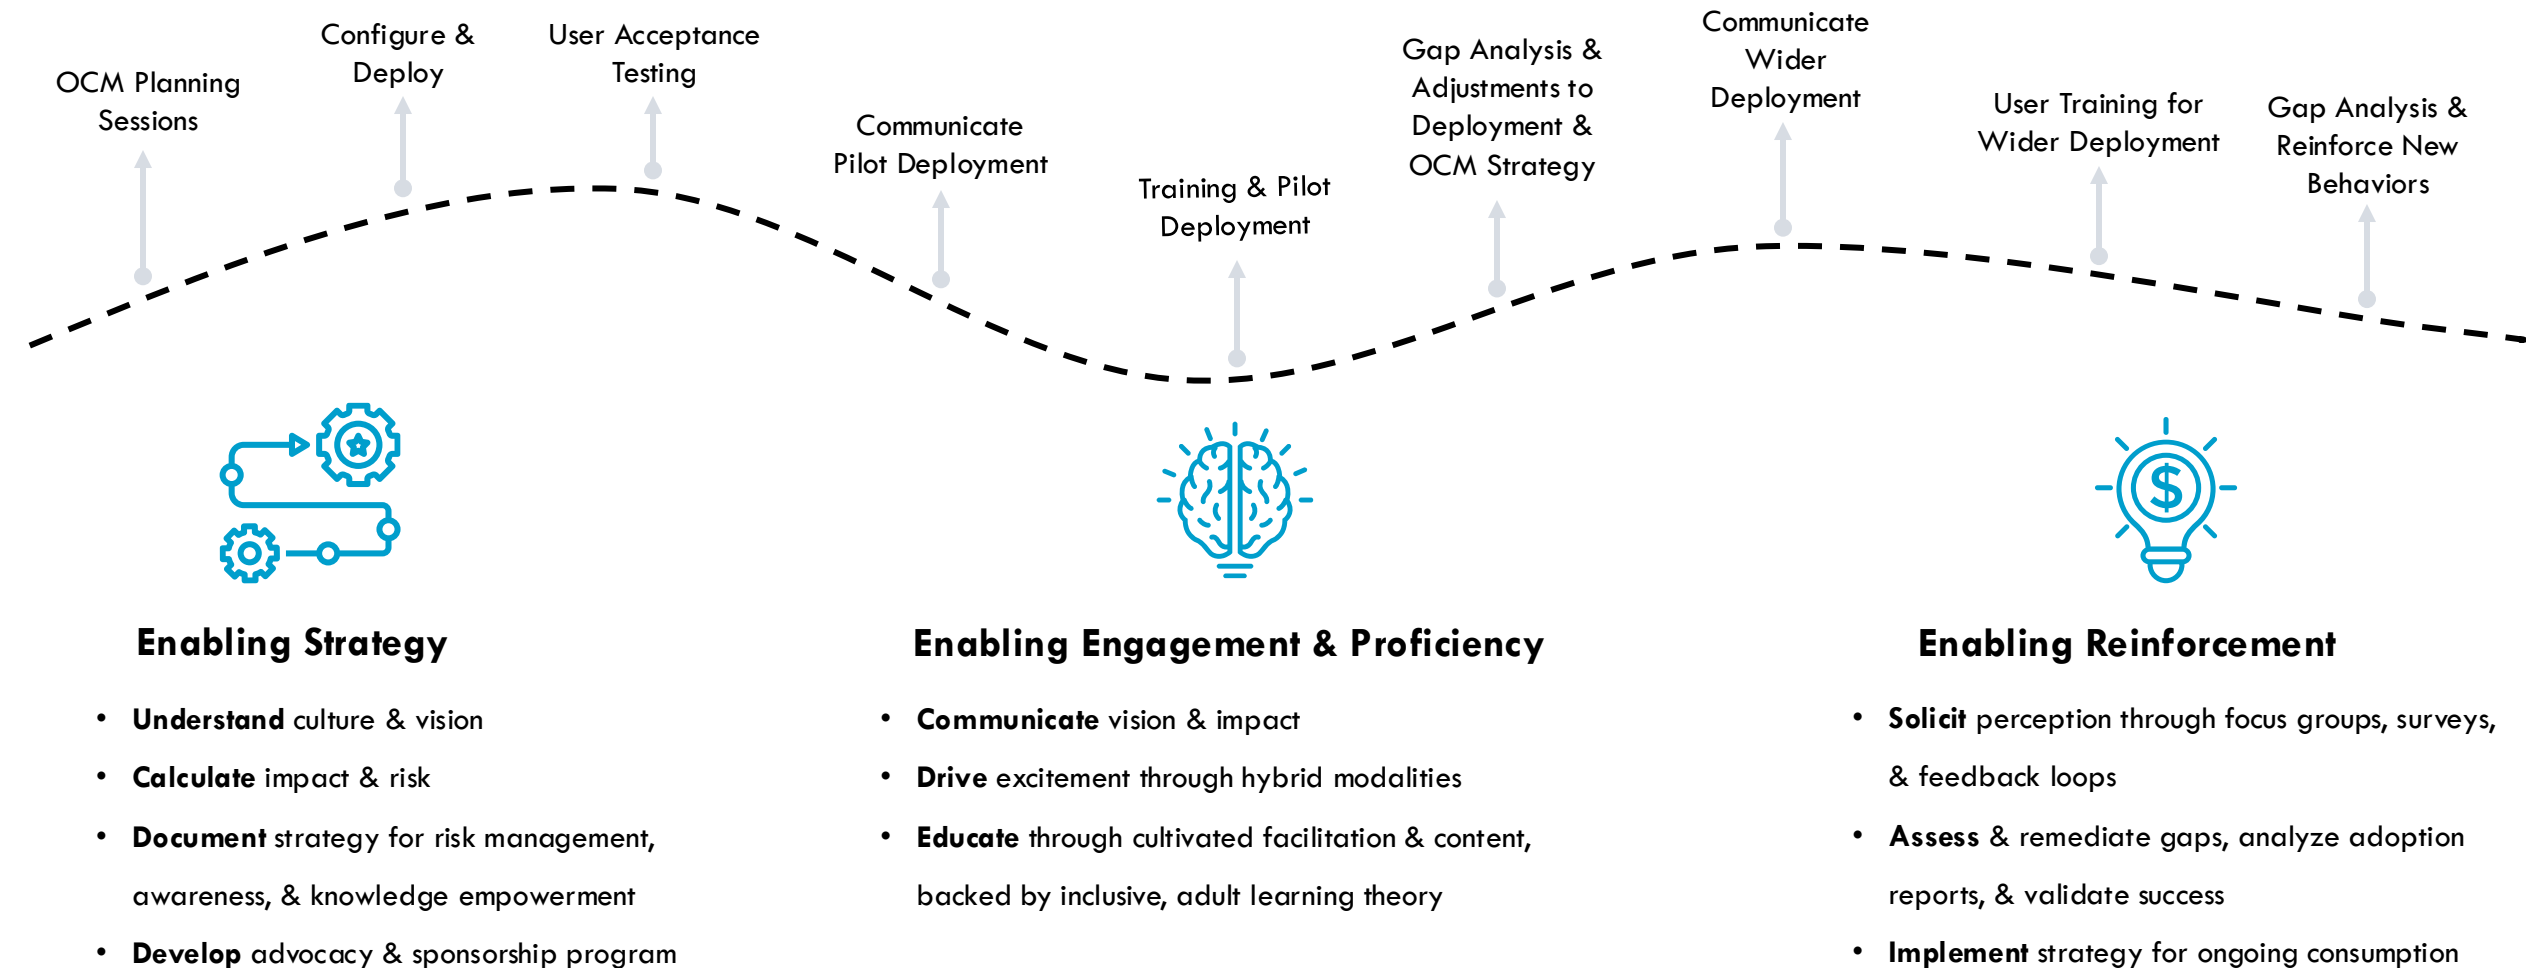 OCM Planning
Sessions
Configure &
Deploy
User Acceptance
Testing
Communicate
Pilot Deployment
Training & Pilot
Deployment
Gap Analysis &
Adjustments to
Deployment &
OCM Strategy
Communicate
Wider
Deployment
User Training for
Wider Deployment
Gap Analysis &
Reinforce New
Behaviors
$
Enabling Strategy
• Understand culture & vision
• Calculate impact & risk
• Document strategy for risk management,
awareness, & knowledge empowerment
• Develop advocacy & sponsorship program
Enabling Engagement & Proficiency
• Communicate vision & impact
• Drive excitement through hybrid modalities
• Educate through cultivated facilitation & content,
backed by inclusive, adult learning theory
Enabling Reinforcement
• Solicit perception through focus groups, surveys,
& feedback loops
• Assess & remediate gaps, analyze adoption
reports, & validate success
• Implement strategy for ongoing consumption